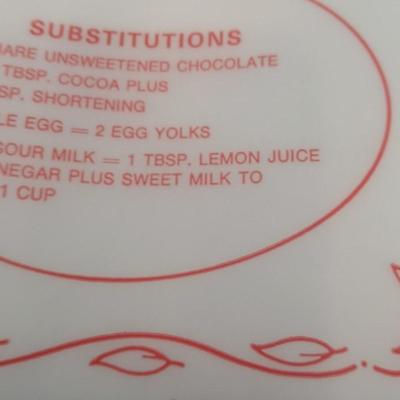 SUBSTITUTIONS
UNSWEETENED CHOCOLATE
TBSP. COCOA PLUS
SP. SHORTENING
LE EGG = 2 EGG YOLKS
SOUR MILK = 1 TBSP. LEMON JUICE
NEGAR PLUS SWEET MILK TO
1 CUP